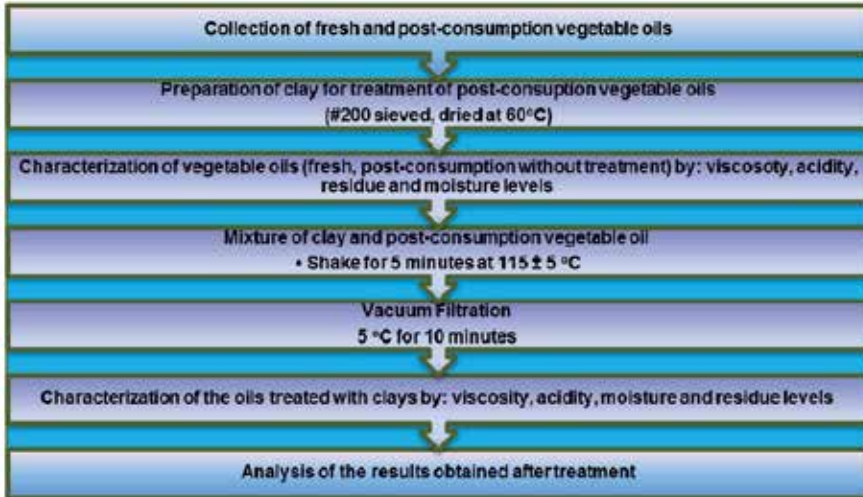 Collection of fresh and post-consumption vegetable oils
Preparation of clay for treatment of post-consuption vegetable oils
(#200 sieved, dried at 60°C)
Characterization of vegetable oils (fresh, post-consumption without treatment) by: viscosoty, acidity,
residue and moisture levels
Mixture of clay and post-consumption vegetable oil
• Shake for 5 minutes at 115 ± 5 °C
Vacuum Filtration
5 °C for 10 minutes
Characterization of the oils treated with clays by: viscosity, acidity, moisture and residue levels
Analysis of the results obtained after treatment